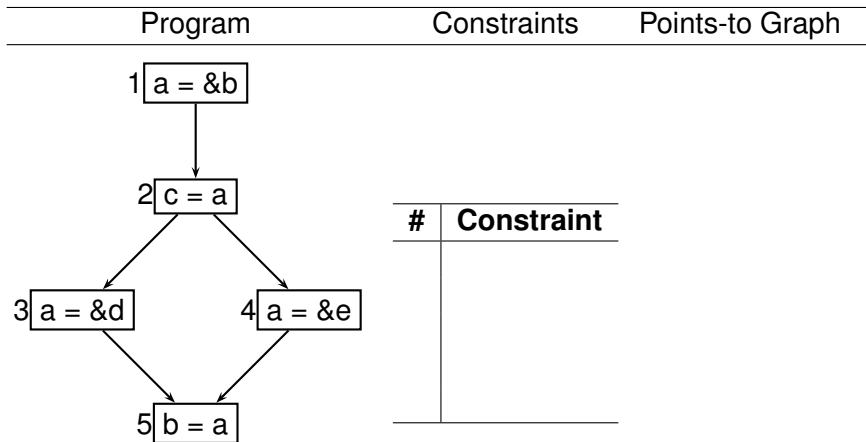 Program Constraints Points-to Graph
1 a = &b
2 c = a
# Constraint
3 a = &d 4 a = &e
5 b = a